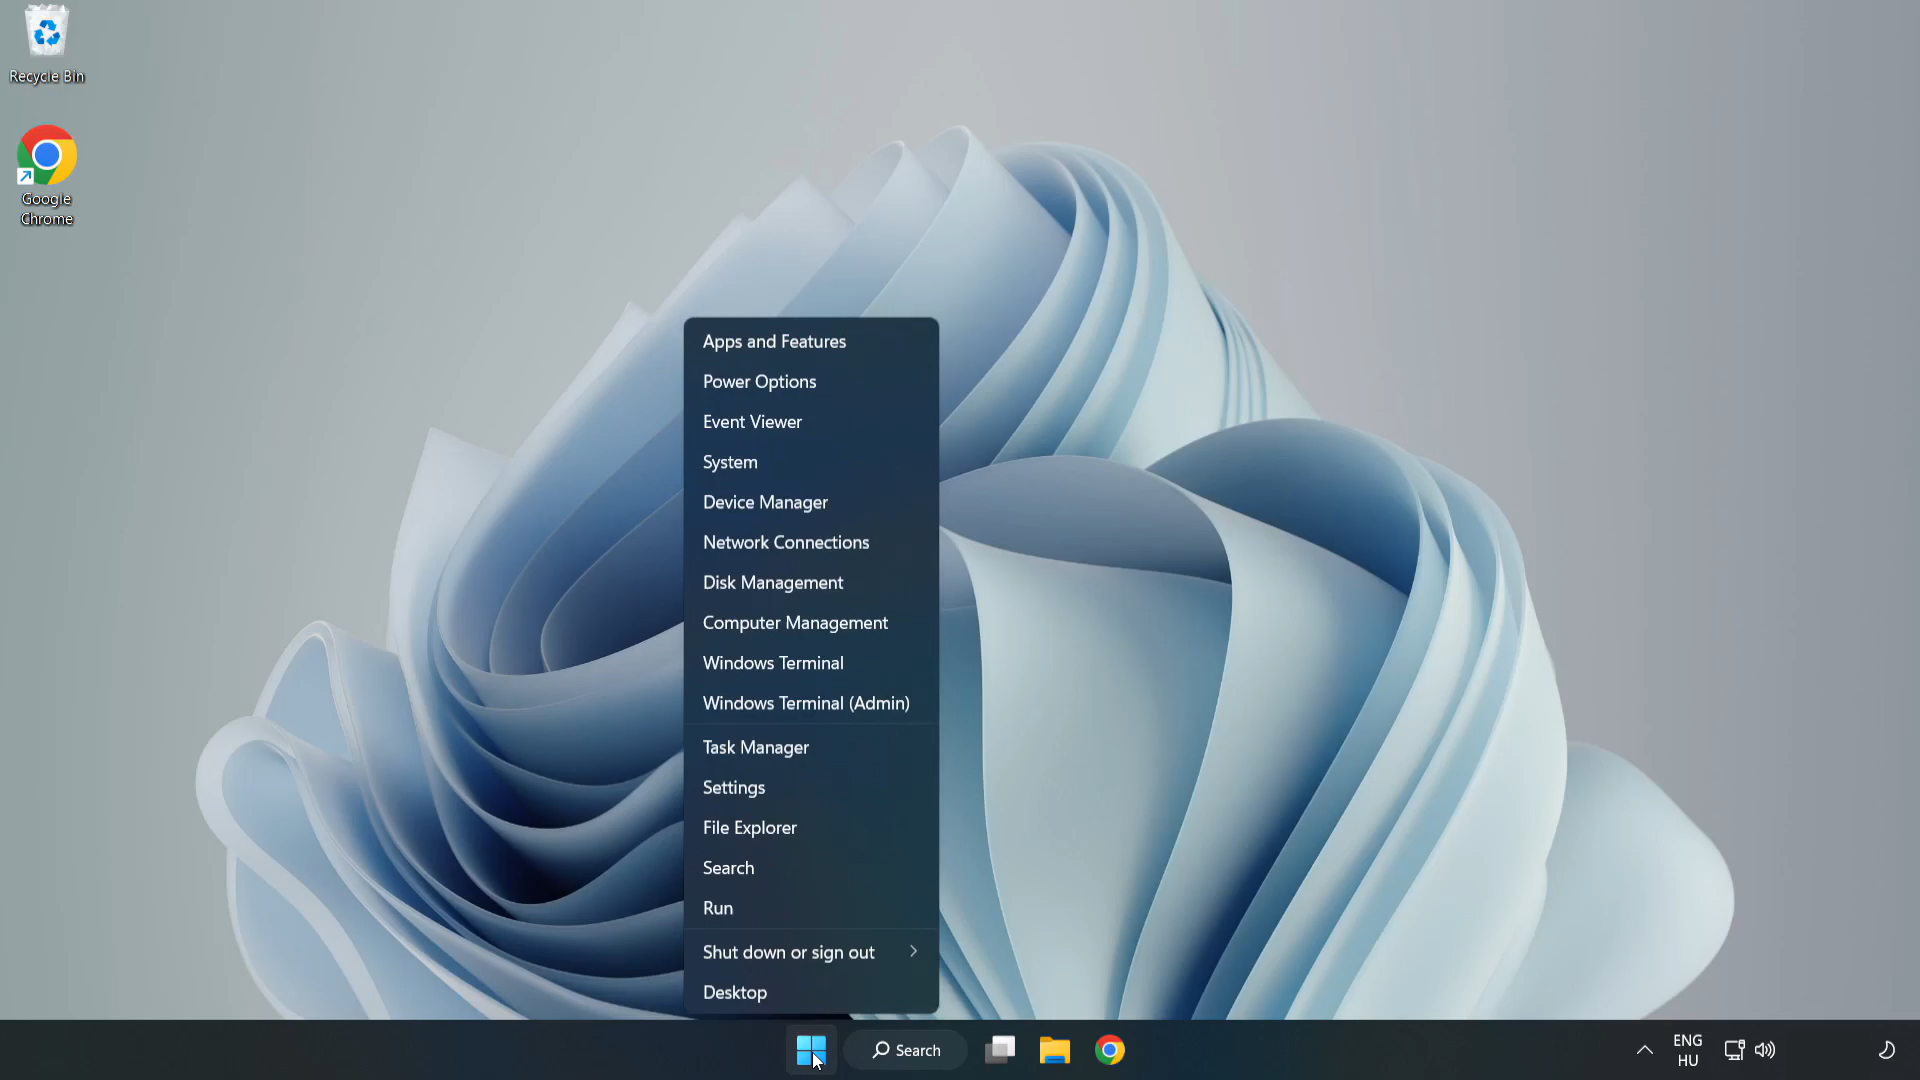 Recycle Bin
Google
Chrome
Apps and Features
Power Options
Event Viewer
System
Device Manager
Network Connections
Disk Management
Computer Management
Windows Terminal
Windows Terminal (Admin)
Task Manager
Settings
File Explorer
Search
Run
Shut down or sign out
Desktop
Search
ENG
HU